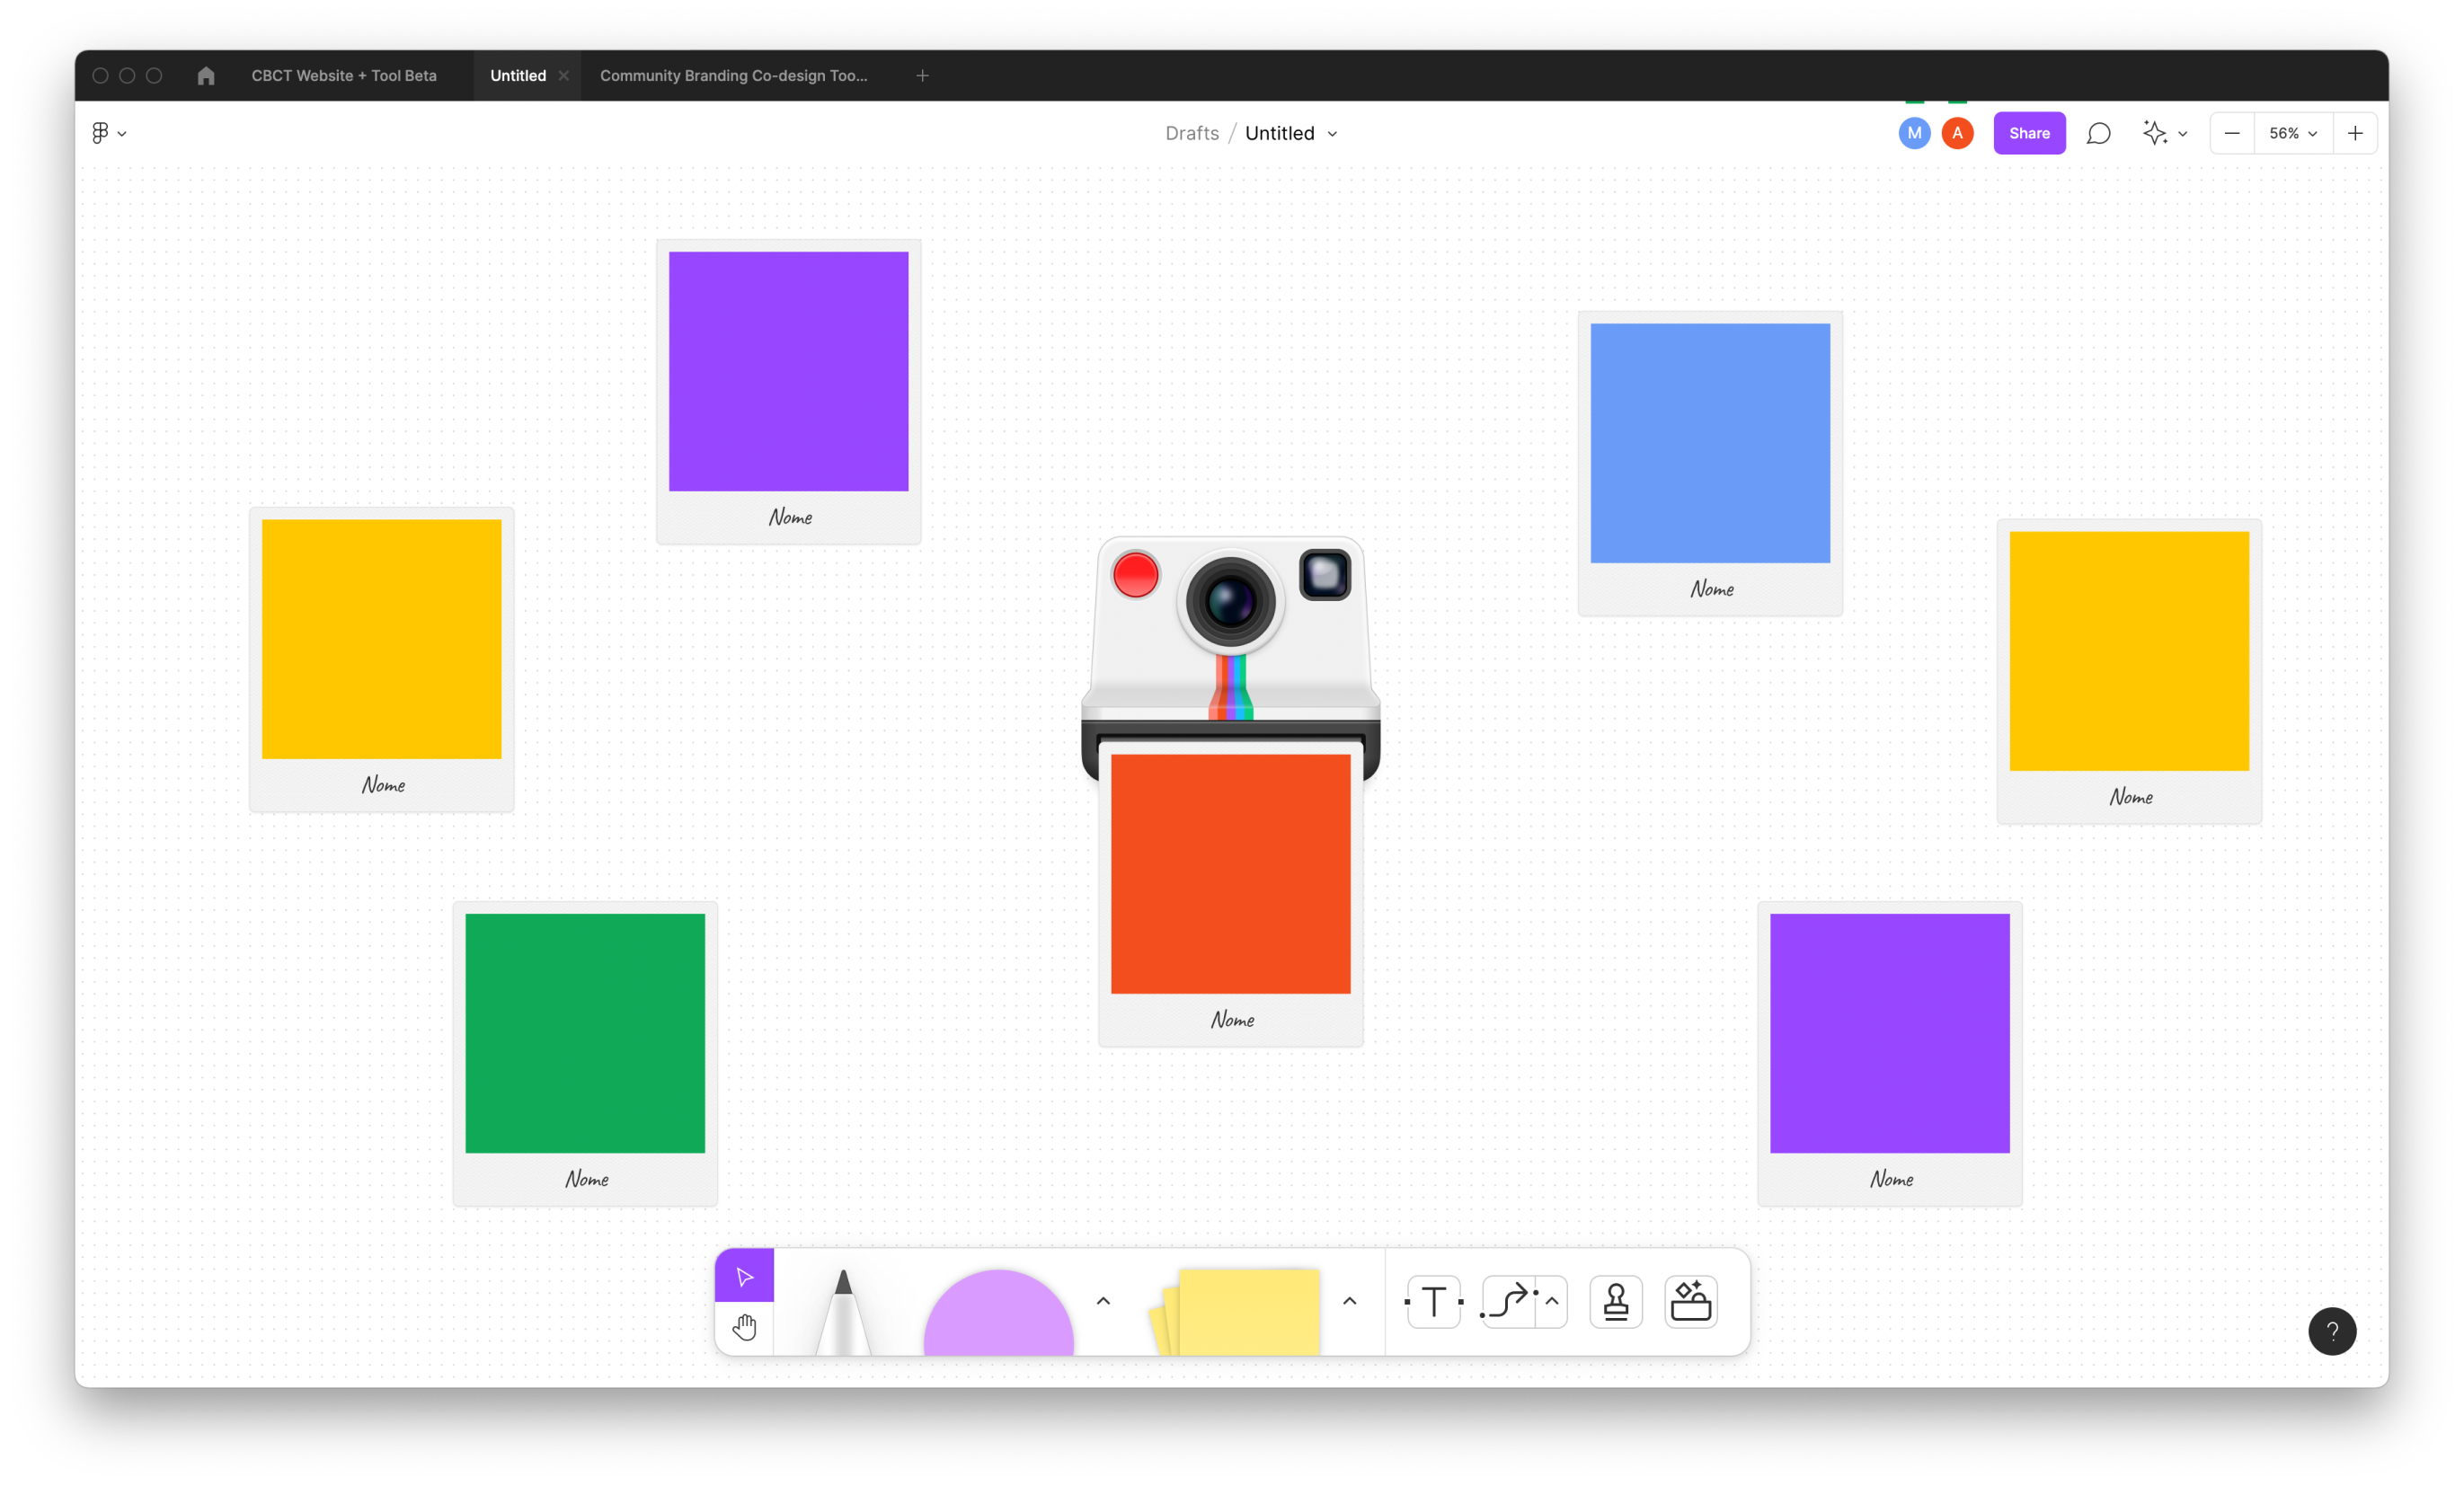 CBCT Website + Tool Beta
Untitled
Community Branding Co-design Too...
Drafts / Untitled
M
A
Share
56%
Nome
Nome
Nome
Nome
Nome
Nome
Nome
T
?